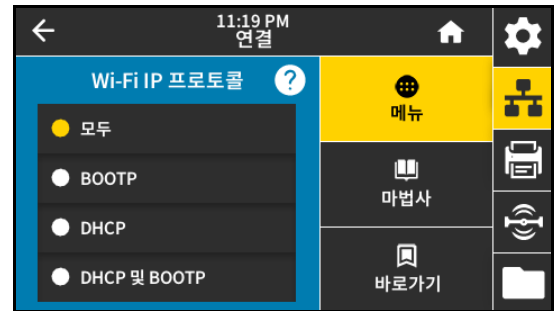 11:19 PM
연결
Wi-Fi IP 프로토콜 ?
모두
BOOTP
DHCP
DHCP 및 BOOTP
메뉴
마법사
바로가기